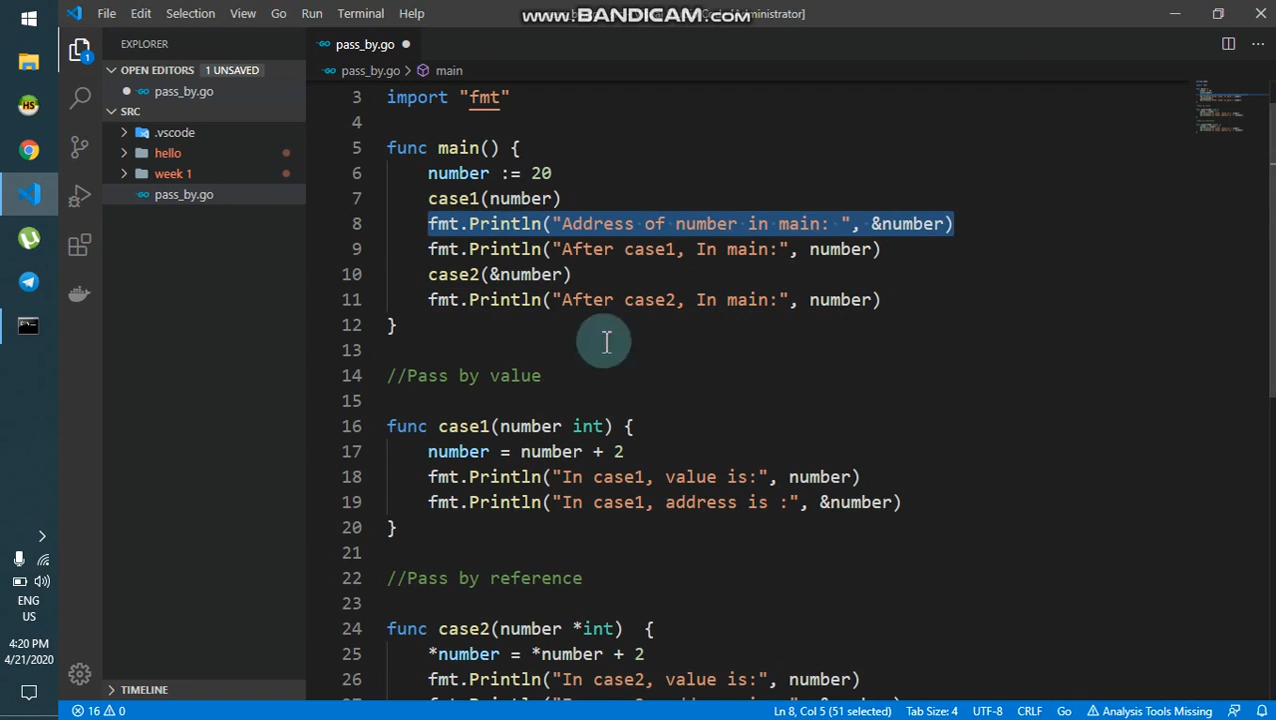 File Edit Selection View Go Run Terminal Help
www.BANDICAM.com
[Administrator]
EXPLORER
pass_by.go
OPEN EDITORS 1 UNSAVED
pass_by.go
pass_by.go > main
SRC
.vscode
hello
week 1
pass_by.go
3 import "fmt"
4
5 func main() {
6 number := 20
7 case1(number)
8 fmt.Println("Address of number in main: ", &number)
9 fmt.Println("After case1, In main:", number)
10 case2(&number)
11 fmt.Println("After case2, In main:", number)
12 }
13
14 //Pass by value
15
16 func case1(number int) {
17 number = number + 2
18 fmt.Println("In case1, value is:", number)
19 fmt.Println("In case1, address is :", &number)
20 }
21
22 //Pass by reference
23
24 func case2(number *int) {
25 *number = *number + 2
26 fmt.Println("In case2, value is:", number)
TIMELINE
1
HS
ENG
US
4:20 PM
4/21/2020
16 0
Ln 8, Col 5 (51 selected) Tab Size: 4 UTF-8 CRLF Go Analysis Tools Missing